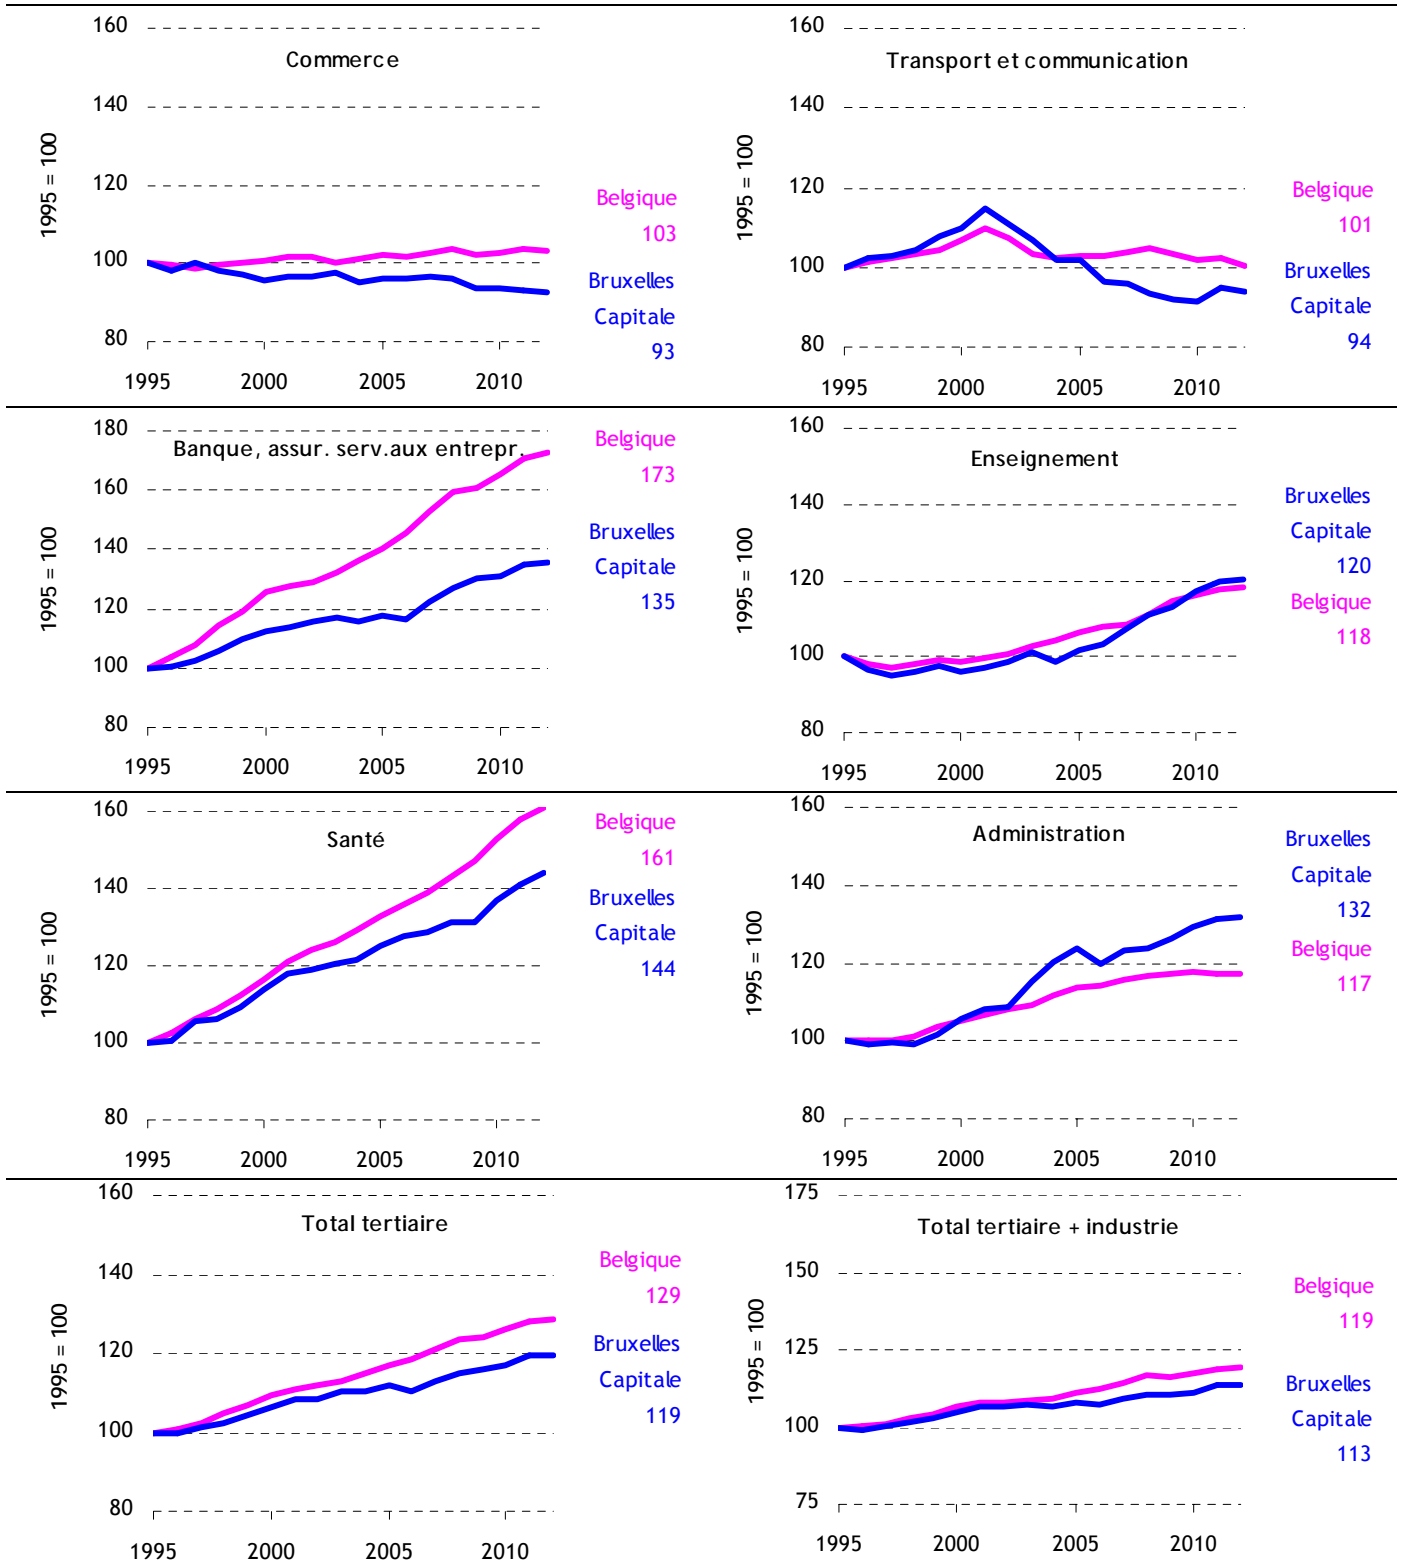 160
Commerce
140
1995 = 100
120
Belgique
103
100
Bruxelles
Capitale
93
80
1995 2000 2005 2010
160
Transport et communication
140
1995 = 100
120
Belgique
101
100
Bruxelles
Capitale
94
80
1995 2000 2005 2010
180
Banque, assur. serv.aux entrepr.
Belgique
173
160
1995 = 100
140
Bruxelles
Capitale
135
120
100
80
1995 2000 2005 2010
160
Enseignement
140
1995 = 100
Bruxelles
Capitale
120
120
Belgique
118
100
80
1995 2000 2005 2010
160
Santé
Belgique
161
140
1995 = 100
Bruxelles
Capitale
144
120
100
80
1995 2000 2005 2010
160
Administration
Bruxelles
Capitale
132
140
1995 = 100
Belgique
117
120
100
80
1995 2000 2005 2010
160
Total tertiaire
Belgique
129
140
1995 = 100
120
Bruxelles
Capitale
119
100
80
1995 2000 2005 2010
175
Total tertiaire + industrie
150
Belgique
119
1995 = 100
125
Bruxelles
Capitale
113
100
75
1995 2000 2005 2010